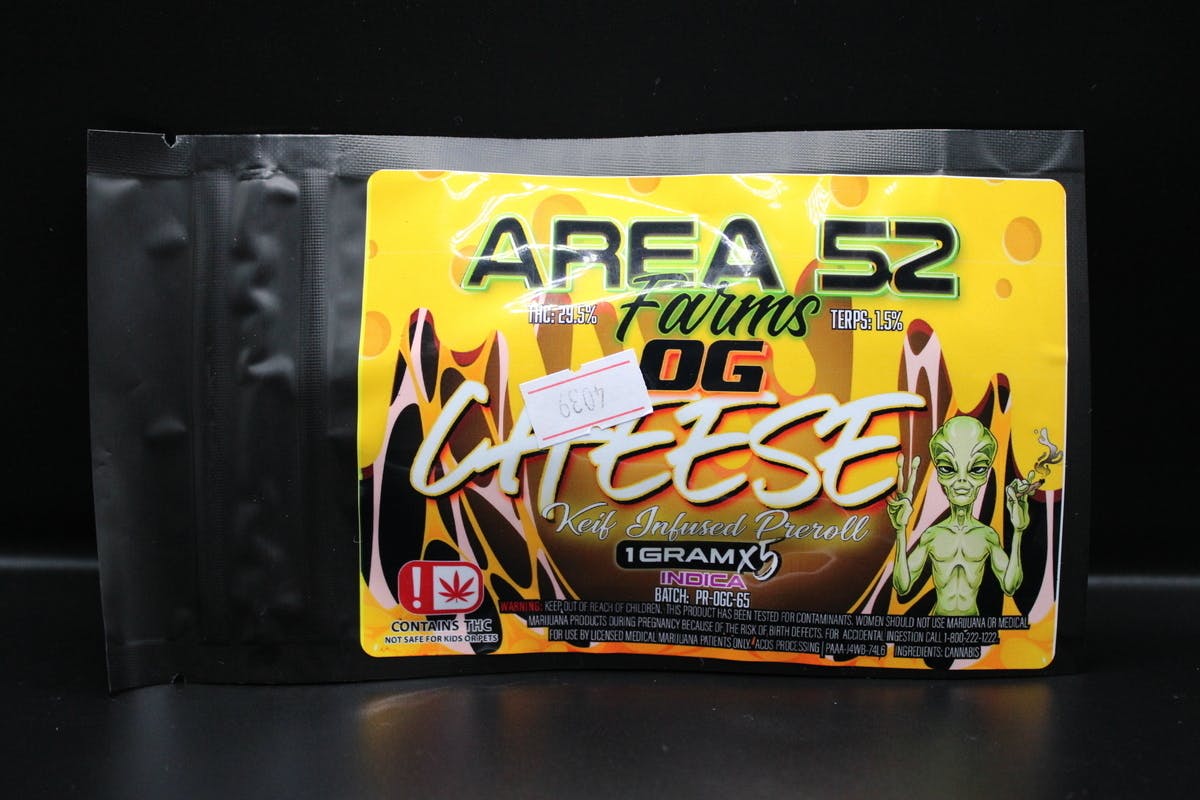 AREA 52
Farms
THC: 29.5%
TERPS: 1.5%
OG
4039
CHEESE
Keif Infused Preroll
1GRAM X5
INDICA
BATCH: PR-OGC-65
!
CONTAINS THC
NOT SAFE FOR KIDS OR PETS
WARNING: KEEP OUT OF REACH OF CHILDREN. THIS PRODUCT HAS BEEN TESTED FOR CONTAMINANTS. WOMEN SHOULD NOT USE MARIJUANA OR MEDICAL
MARIJUANA PRODUCTS DURING PREGNANCY BECAUSE OF THE RISK OF BIRTH DEFECTS. FOR ACCIDENTAL INGESTION CALL 1-800-222-1222.
FOR USE BY LICENSED MEDICAL MARIJUANA PATIENTS ONLY. ACDS PROCESSING | PAAA-J4WB-74L6 INGREDIENTS: CANNABIS